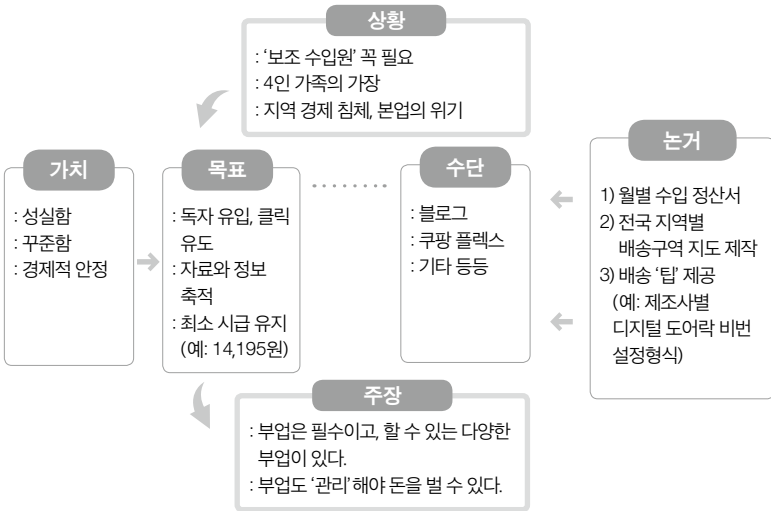 상황
: ‘보조 수입원’ 꼭 필요
: 4인 가족의 가장
: 지역 경제 침체, 본업의 위기
가치
: 성실함
: 꾸준함
: 경제적 안정
목표
: 독자 유입, 클릭
유도
: 자료와 정보
축적
: 최소 시급 유지
(예: 14,195원)
수단
: 블로그
: 쿠팡 플렉스
: 기타 등등
논거
1) 월별 수입 정산서
2) 전국 지역별
배송구역 지도 제작
3) 배송 ‘팁’ 제공
(예: 제조사별
디지털 도어락 비번
설정형식)
주장
: 부업은 필수이고, 할 수 있는 다양한
부업이 있다.
: 부업도 ‘관리’해야 돈을 벌 수 있다.